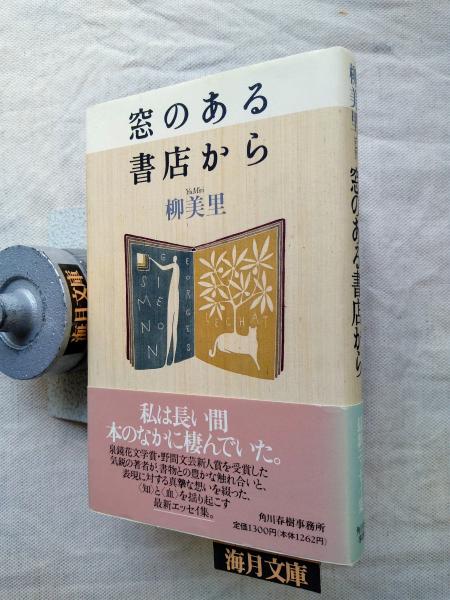 窓のある
書店から
YuMiri
柳美里
GEORGES
SIMENON
LE CHAT
私は長い間
本のなかに棲んでいた。
泉鏡花文学賞・野間文芸新人賞を受賞した
気鋭の著者が、書物との豊かな触れ合いと、
表現に対する真摯な想いを綴った、
〈知〉と〈血〉を揺り起こす
最新エッセイ集。
角川春樹事務所
定価1300円(本体1262円)
柳美里
窓のある書店から
海月文庫
海月文庫